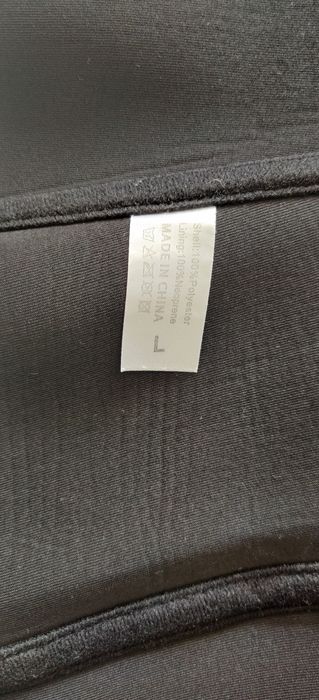 Shell:100%Polyester
Lining:100%Neoprene
MADE IN CHINA L